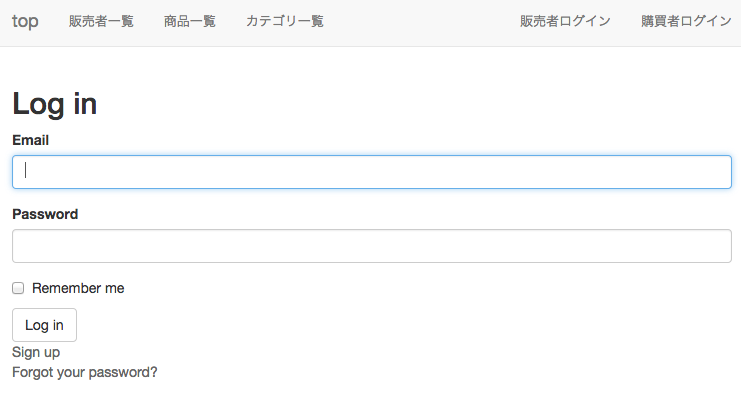 top 販売者一覧 商品一覧 カテゴリ一覧 販売者ログイン 購買者ログイン
Log in
Email
Password
Remember me
Log in
Sign up
Forgot your password?